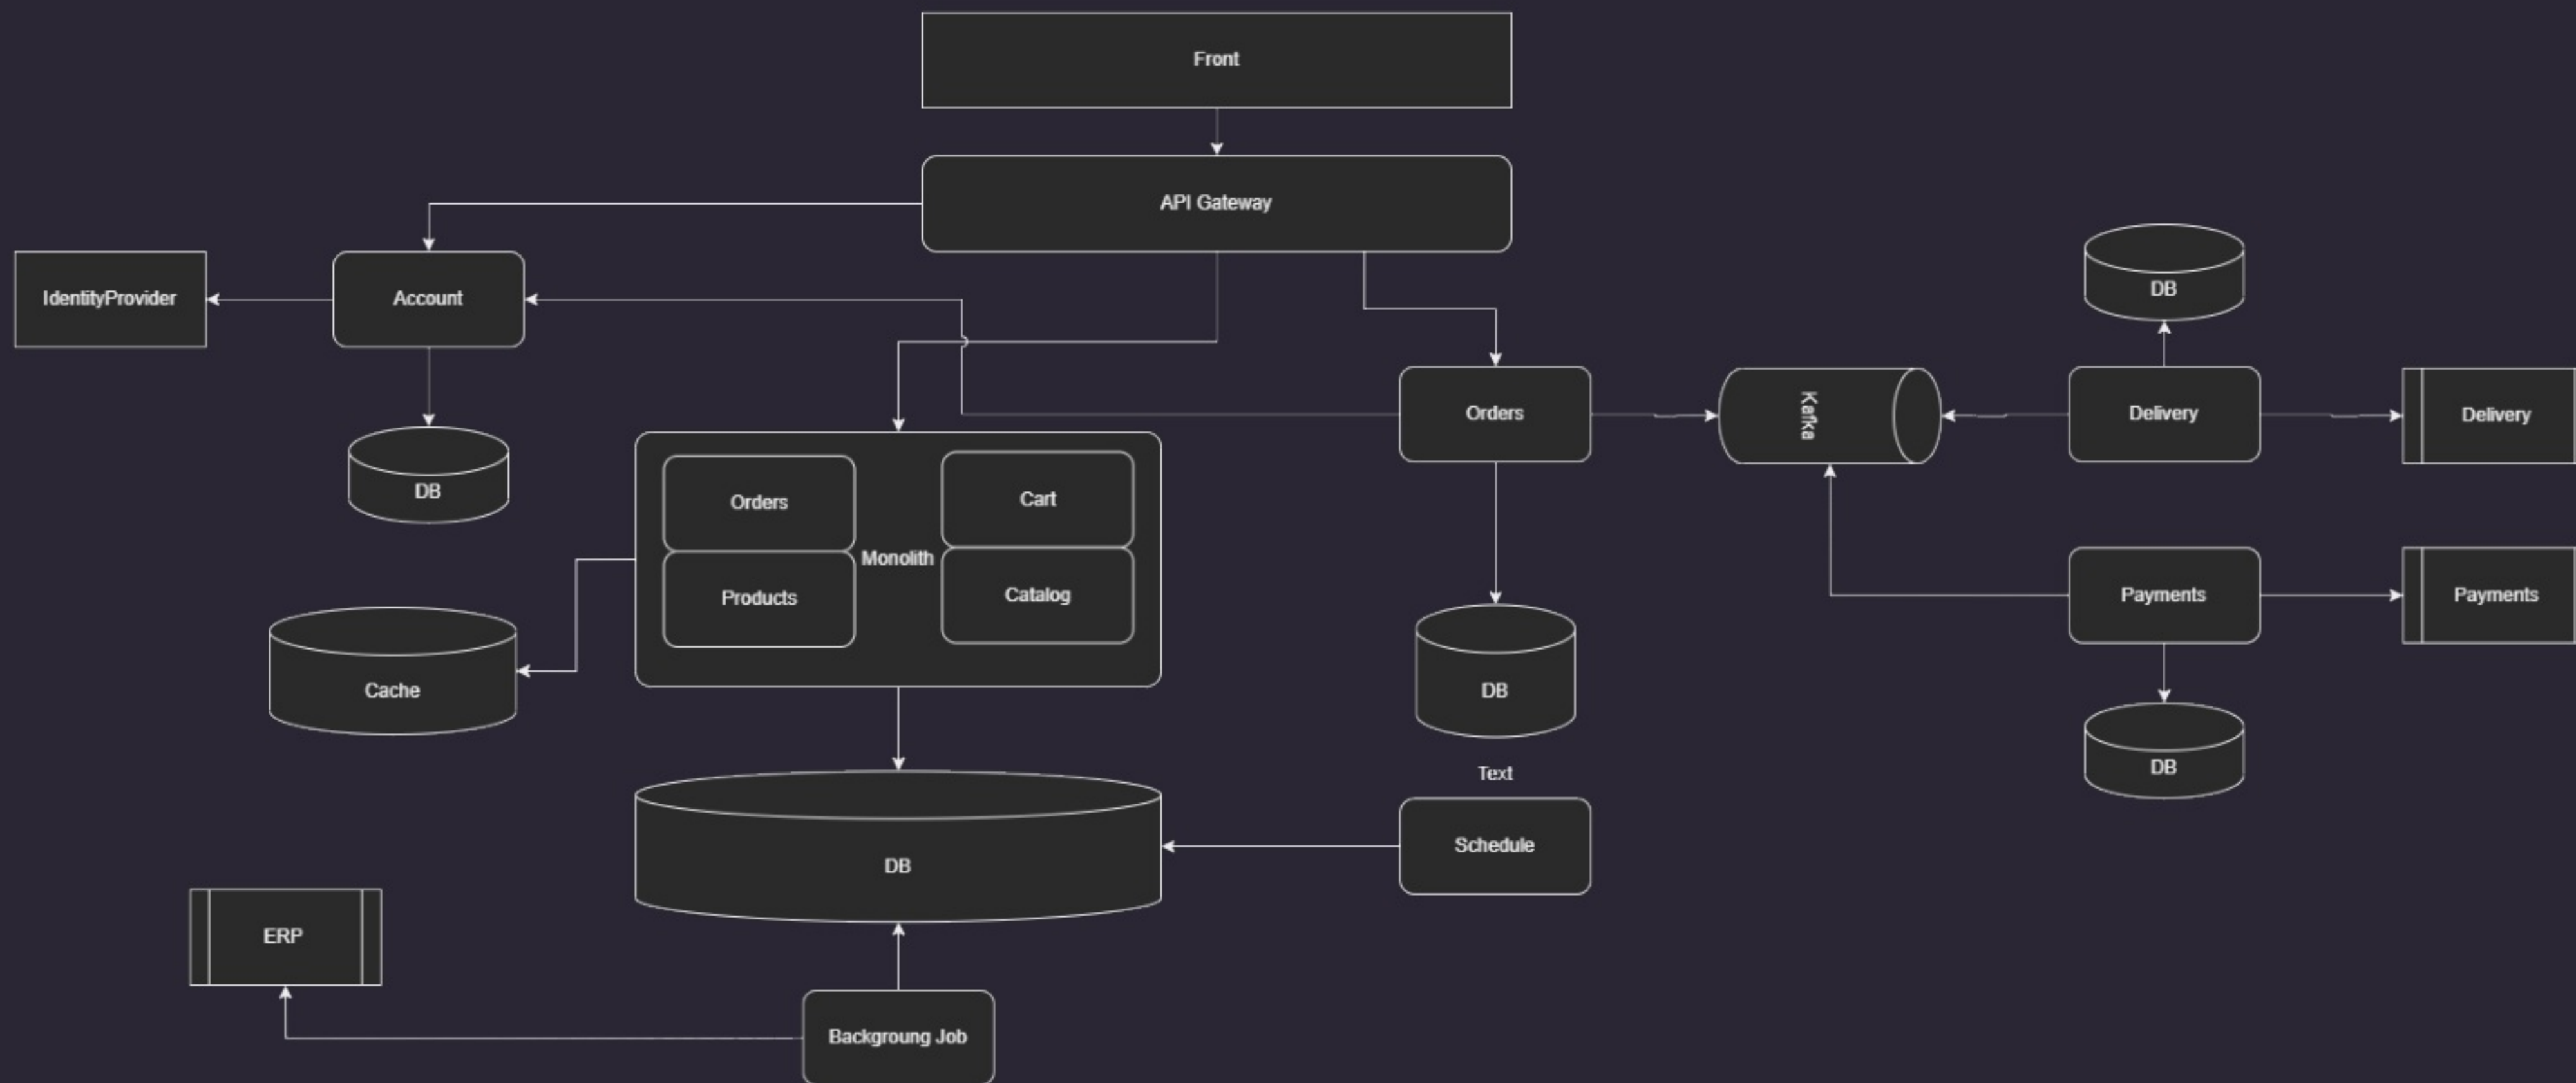 Front
API Gateway
IdentityProvider
Account
DB
DB
Orders
Kafka
Delivery
Delivery
Orders
Cart
Monolith
Products
Catalog
Payments
Payments
Cache
DB
DB
Text
Schedule
DB
ERP
Backgroung Job